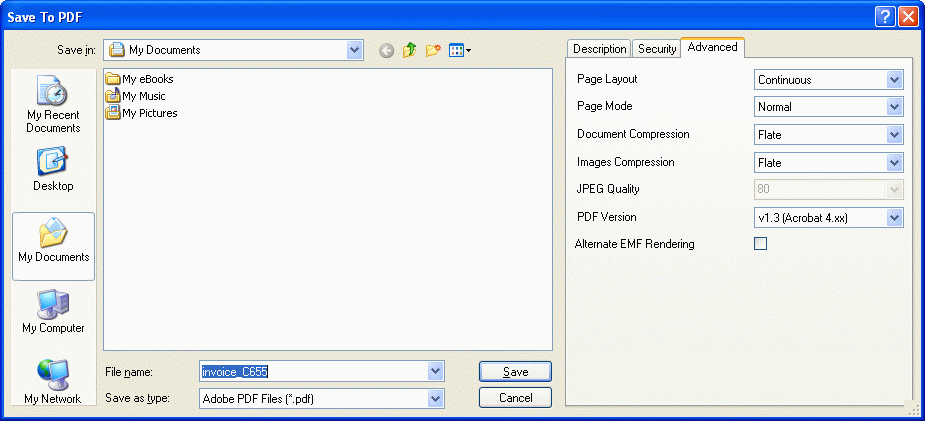 Save To PDF
Save in:
My Documents
My Recent
Documents
Desktop
My Documents
My Computer
My Network
My eBooks
My Music
My Pictures
File name:
invoice_C655
Save
Save as type:
Adobe PDF Files (*.pdf)
Cancel
Description
Security
Advanced
Page Layout
Continuous
Page Mode
Normal
Document Compression
Flate
Images Compression
Flate
JPEG Quality
80
PDF Version
v1.3 (Acrobat 4.xx)
Alternate EMF Rendering